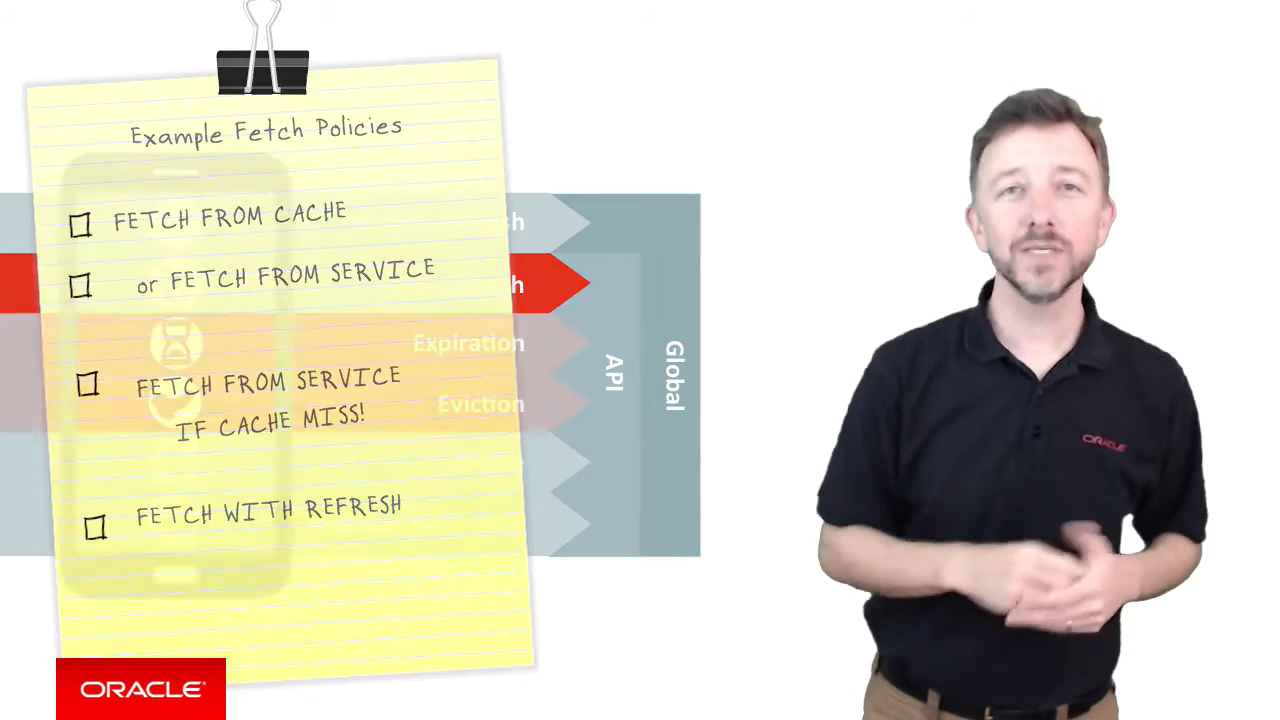 Example Fetch Policies
FETCH FROM CACHE
or FETCH FROM SERVICE
FETCH FROM SERVICE
IF CACHE MISS!
FETCH WITH REFRESH
Expiration
Eviction
API
Global
ORACLE
ORACLE